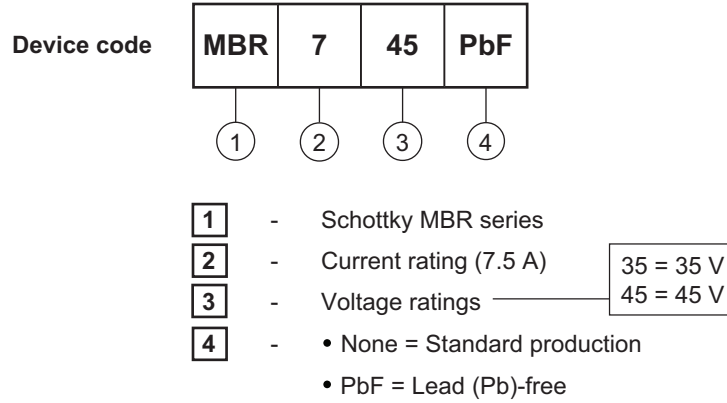 Device code MBR 7 45 PbF
1 2 3 4
1 - Schottky MBR series
2 - Current rating (7.5 A)
35 = 35 V
3 - Voltage ratings
45 = 45 V
4 - • None = Standard production
• PbF = Lead (Pb)-free